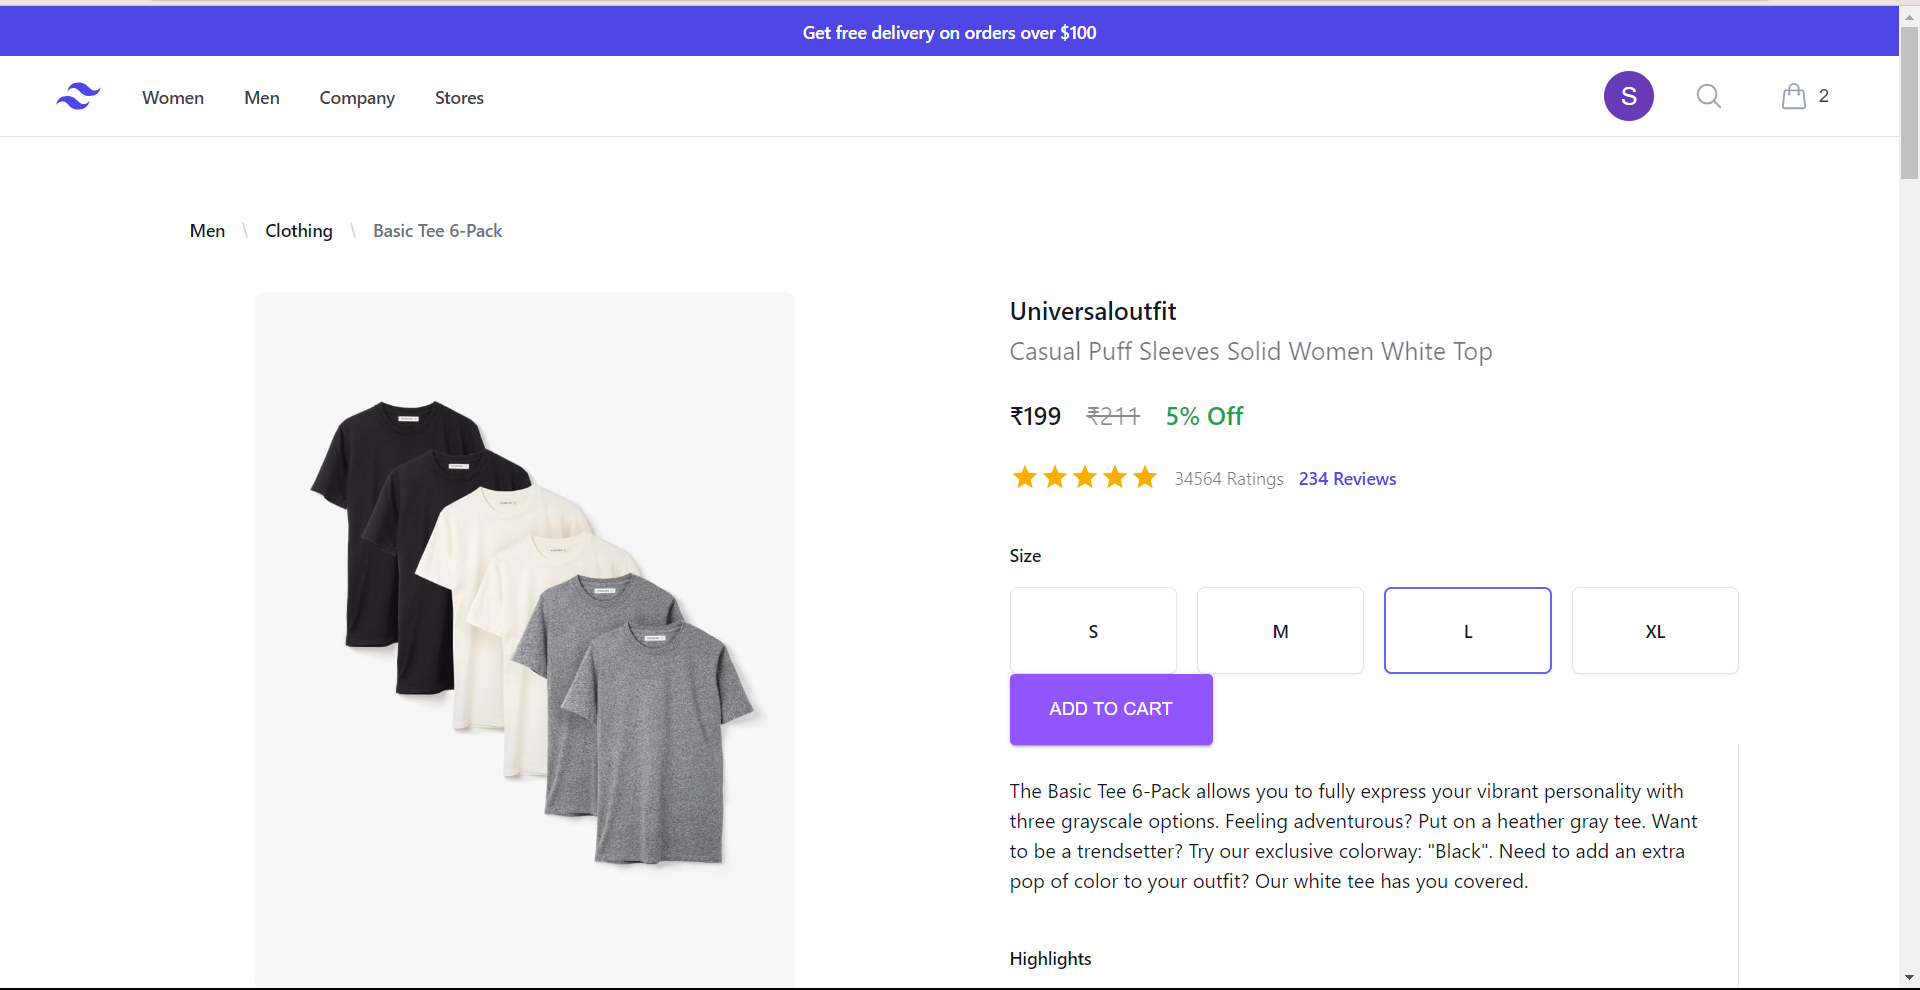 Get free delivery on orders over $100
Women Men Company Stores S 2
Men \ Clothing \ Basic Tee 6-Pack
Universaloutfit
Casual Puff Sleeves Solid Women White Top
₹199 ₹211 5% Off
34564 Ratings 234 Reviews
Size
S M L XL
ADD TO CART
The Basic Tee 6-Pack allows you to fully express your vibrant personality with
three grayscale options. Feeling adventurous? Put on a heather gray tee. Want
to be a trendsetter? Try our exclusive colorway: "Black". Need to add an extra
pop of color to your outfit? Our white tee has you covered.
Highlights